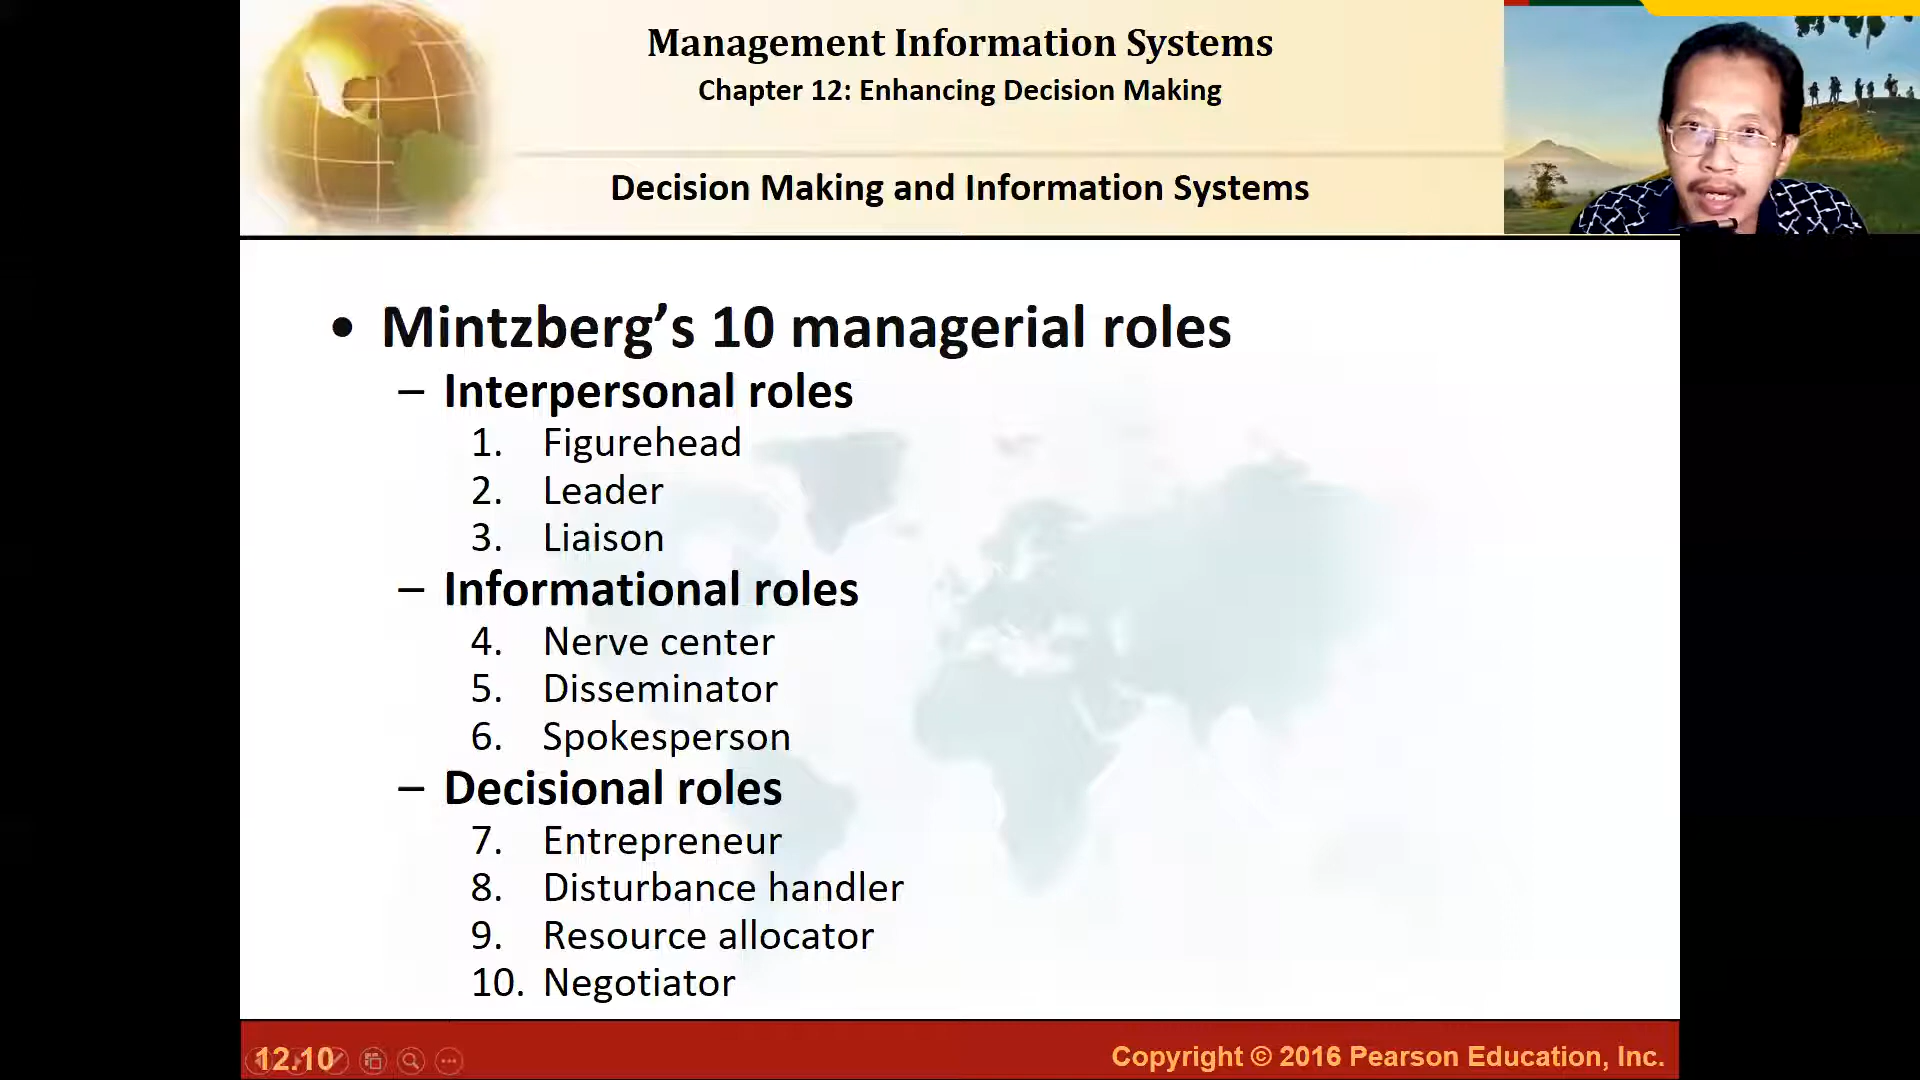 Management Information Systems
Chapter 12: Enhancing Decision Making
Decision Making and Information Systems
• Mintzberg’s 10 managerial roles
– Interpersonal roles
1. Figurehead
2. Leader
3. Liaison
– Informational roles
4. Nerve center
5. Disseminator
6. Spokesperson
– Decisional roles
7. Entrepreneur
8. Disturbance handler
9. Resource allocator
10. Negotiator
12.10
Copyright © 2016 Pearson Education, Inc.